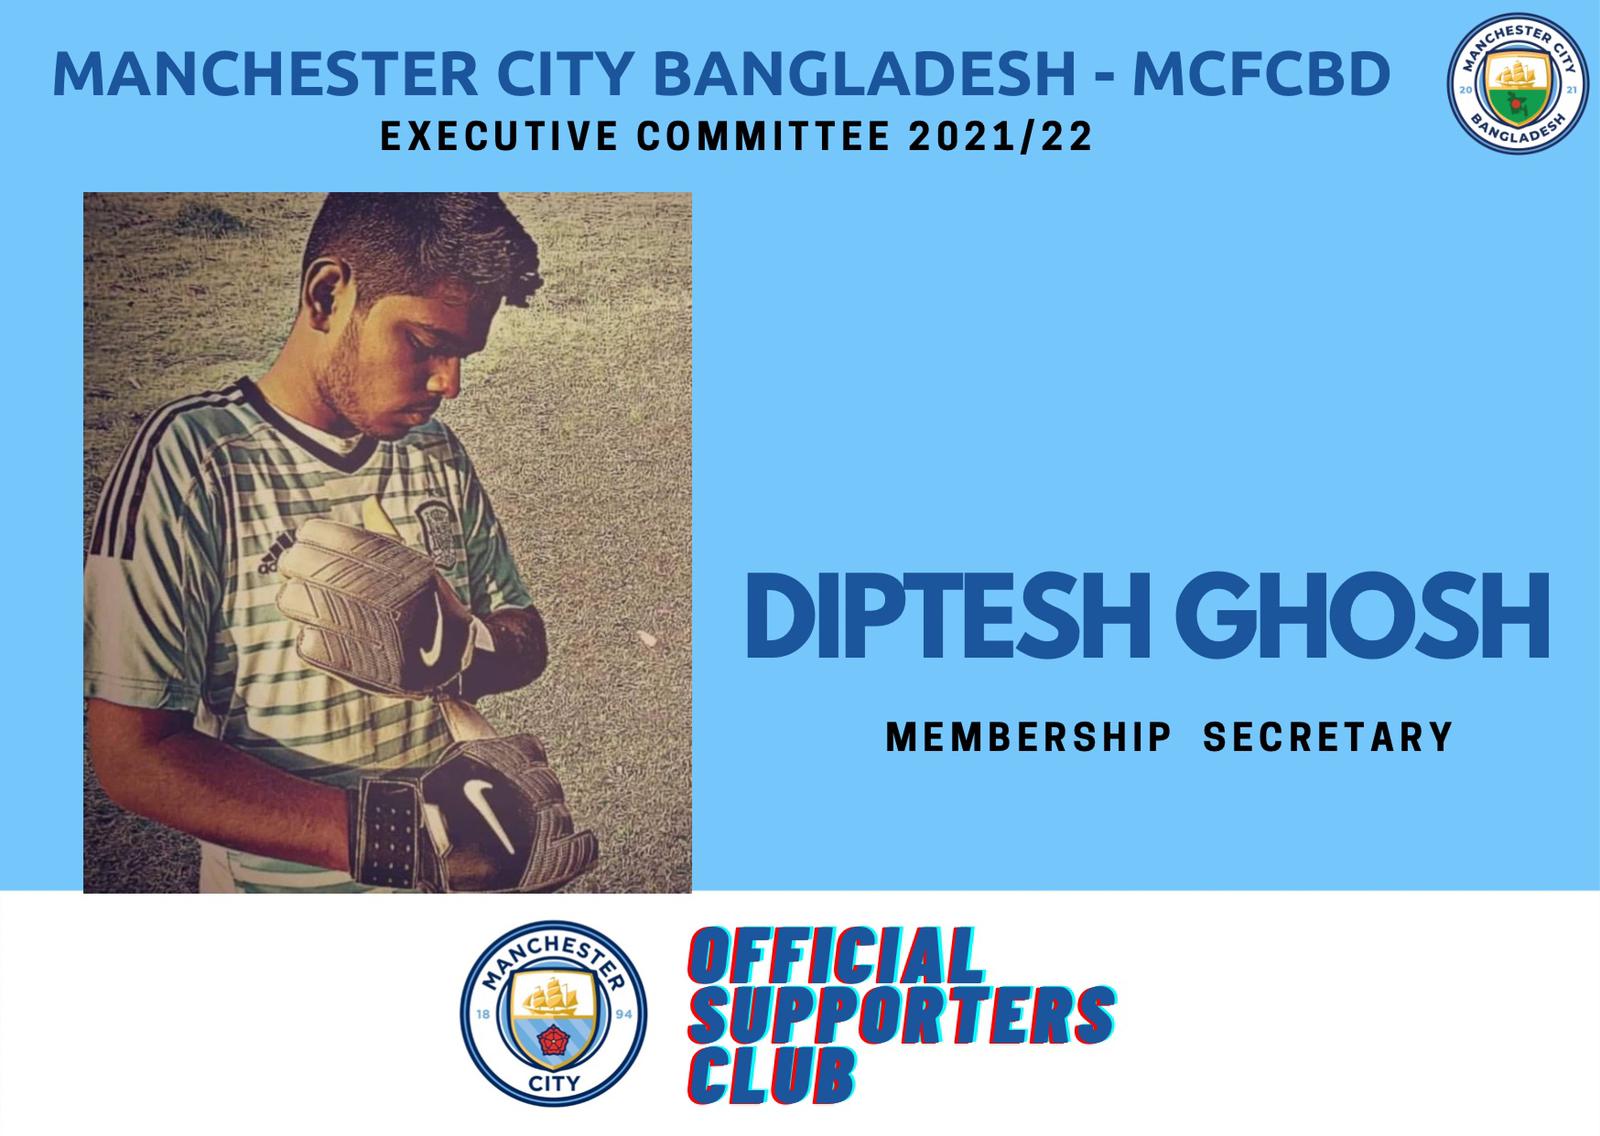 MANCHESTER CITY BANGLADESH - MCFCBD
EXECUTIVE COMMITTEE 2021/22
MANCHESTER CITY
20 21
BANGLADESH
adidas
DIPTESH GHOSH
MEMBERSHIP SECRETARY
MANCHESTER
18 94
CITY
OFFICIAL
SUPPORTERS
CLUB